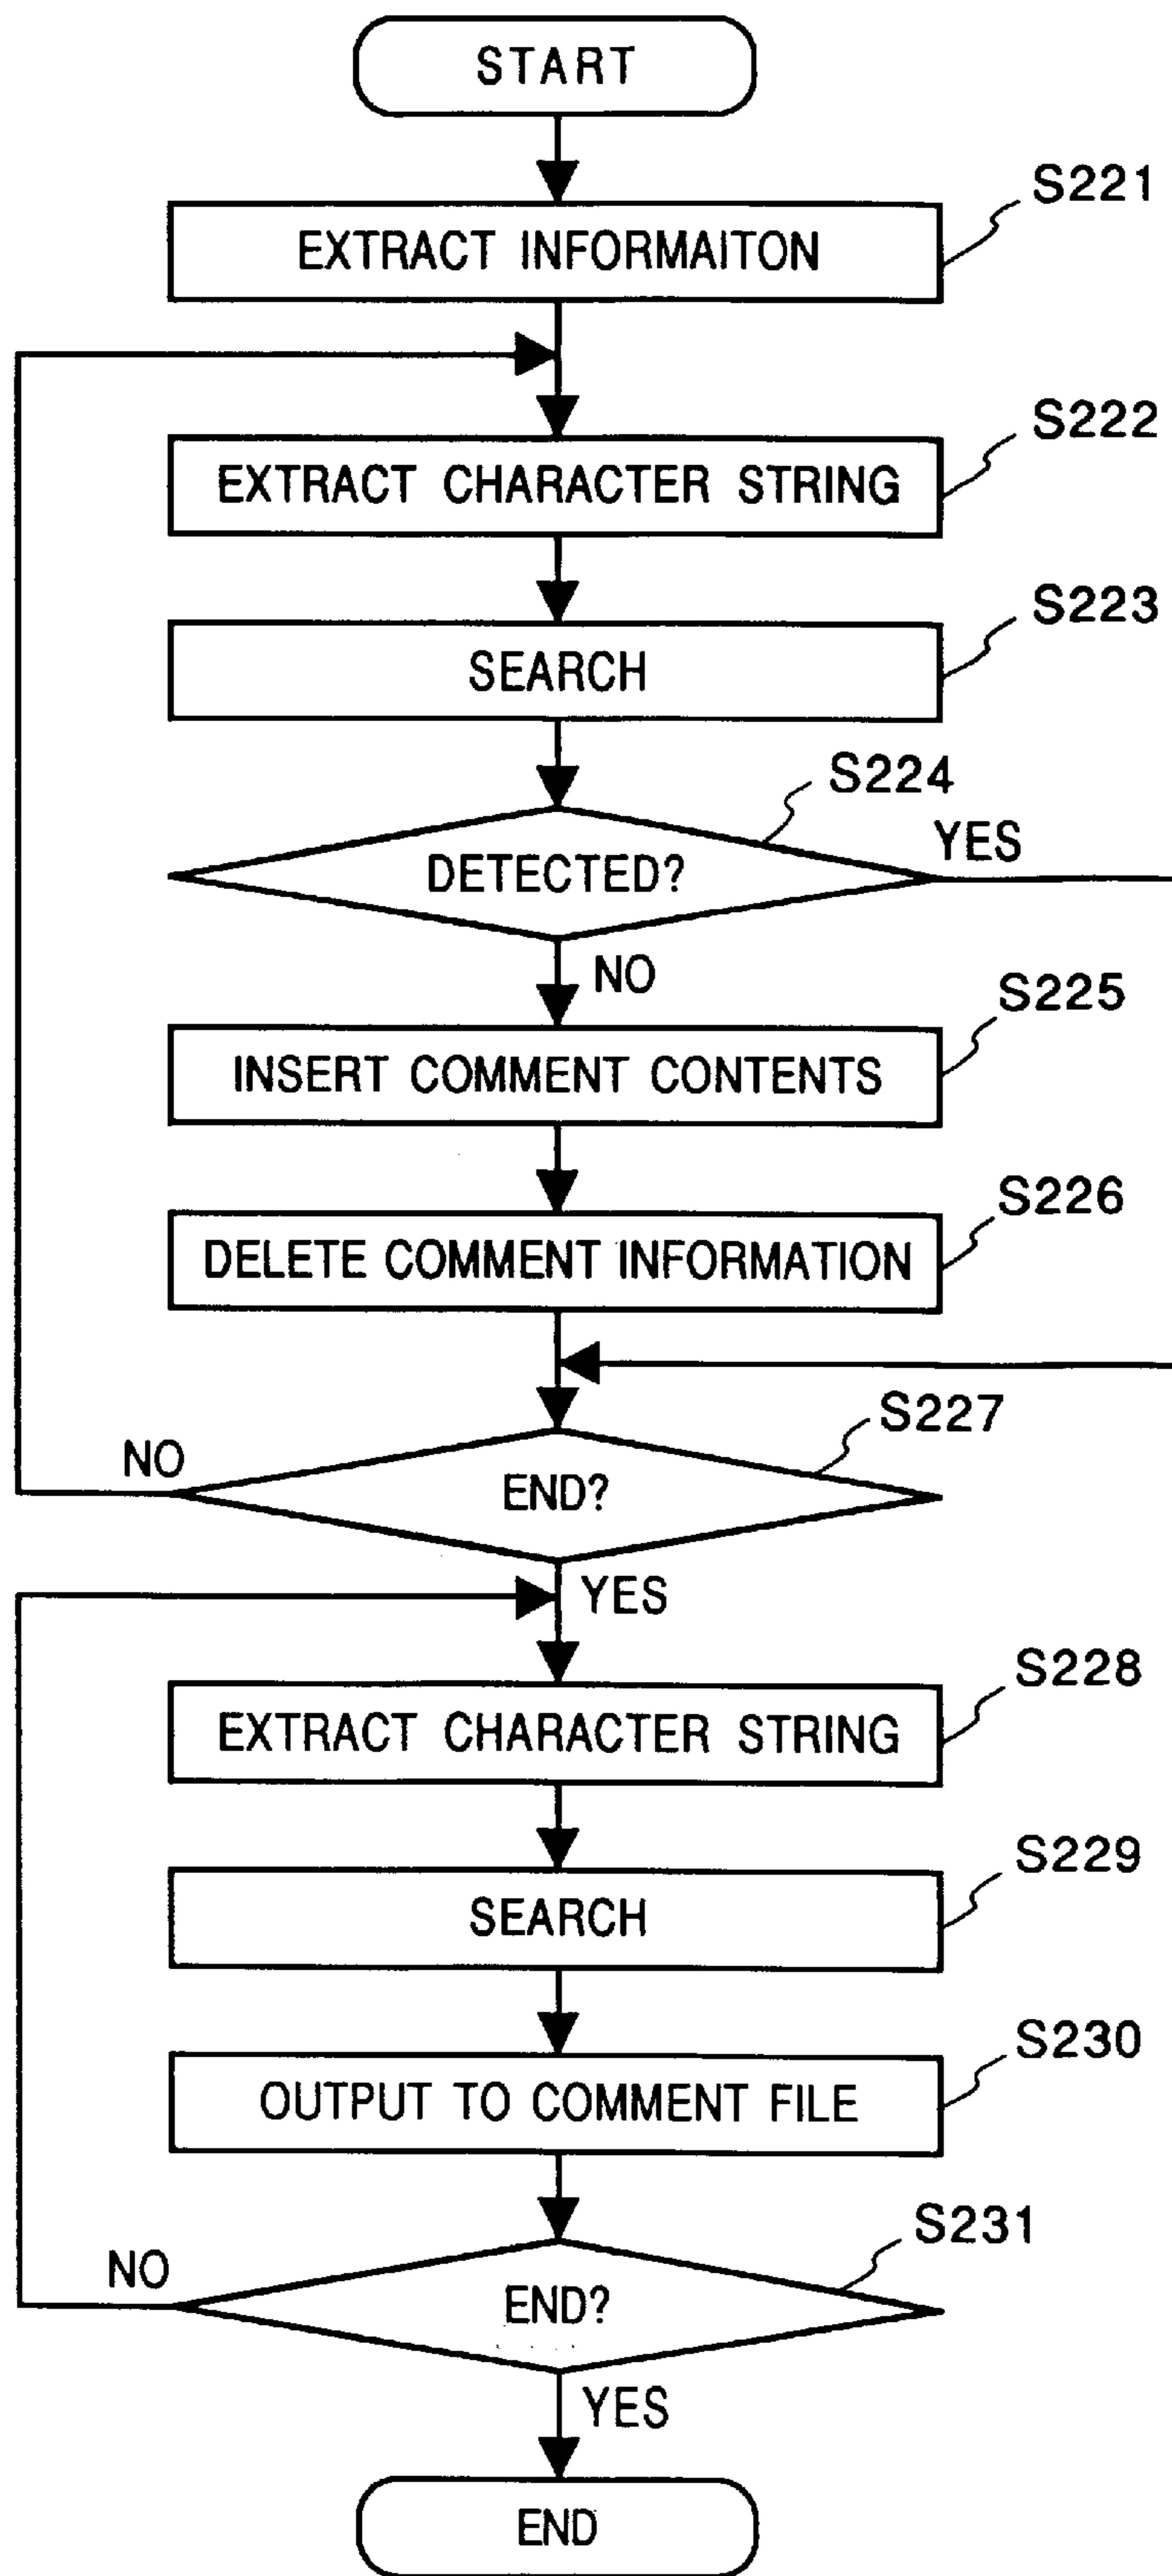 START
S221
EXTRACT INFORMAITON
S222
EXTRACT CHARACTER STRING
S223
SEARCH
S224
YES
DETECTED?
NO
S225
INSERT COMMENT CONTENTS
S226
DELETE COMMENT INFORMATION
S227
NO
END?
YES
S228
EXTRACT CHARACTER STRING
S229
SEARCH
S230
OUTPUT TO COMMENT FILE
S231
NO
END?
YES
END